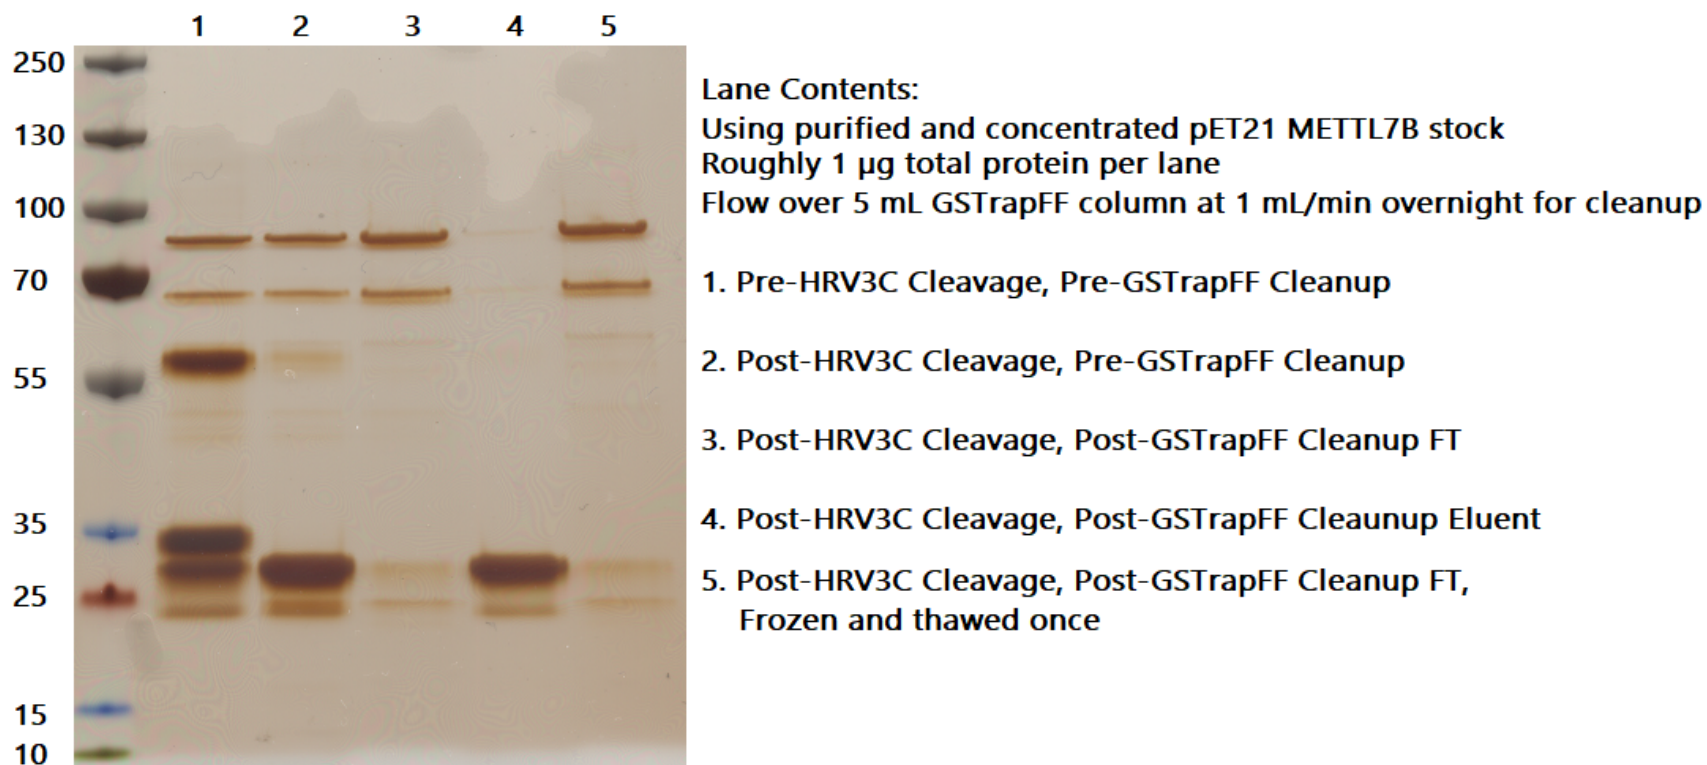 1 2 3 4 5
250
130
100
70
55
35
25
15
10
Lane Contents:
Using purified and concentrated pET21 METTL7B stock
Roughly 1 µg total protein per lane
Flow over 5 mL GSTrapFF column at 1 mL/min overnight for cleanup
1. Pre-HRV3C Cleavage, Pre-GSTrapFF Cleanup
2. Post-HRV3C Cleavage, Pre-GSTrapFF Cleanup
3. Post-HRV3C Cleavage, Post-GSTrapFF Cleanup FT
4. Post-HRV3C Cleavage, Post-GSTrapFF Cleaunup Eluent
5. Post-HRV3C Cleavage, Post-GSTrapFF Cleanup FT,
Frozen and thawed once